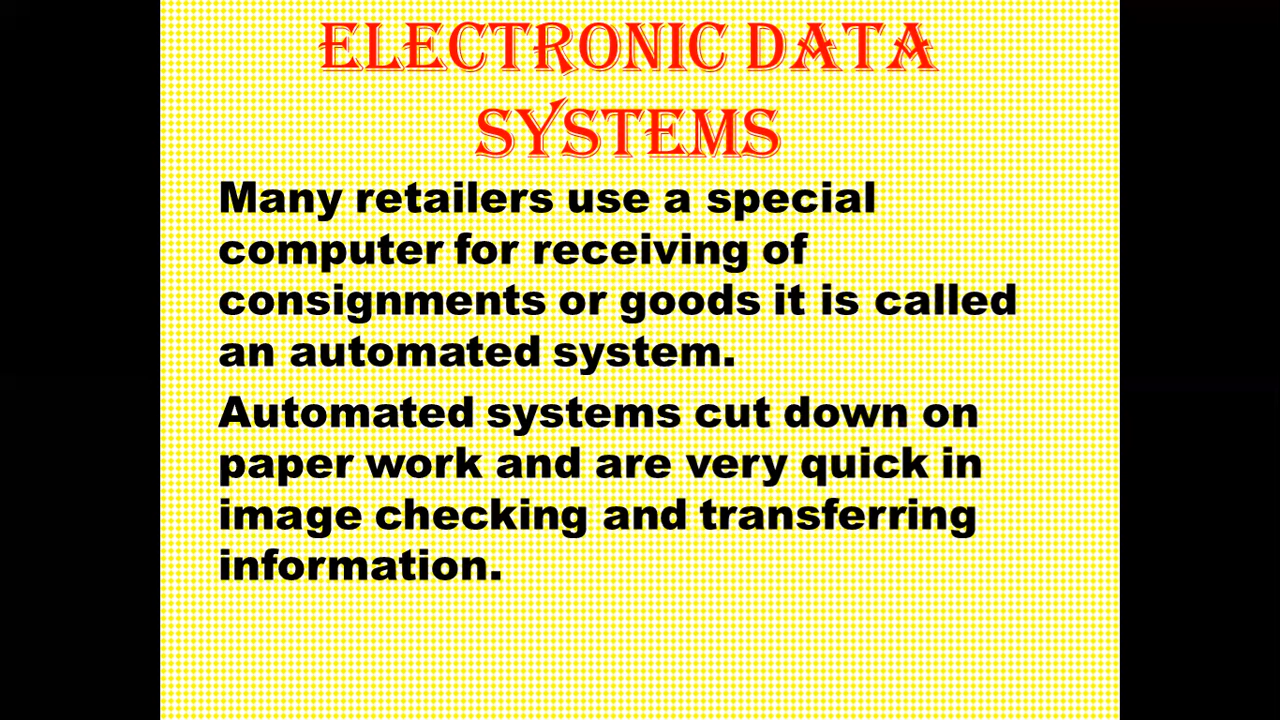 ELECTRONIC DATA
SYSTEMS
Many retailers use a special
computer for receiving of
consignments or goods it is called
an automated system.
Automated systems cut down on
paper work and are very quick in
image checking and transferring
information.